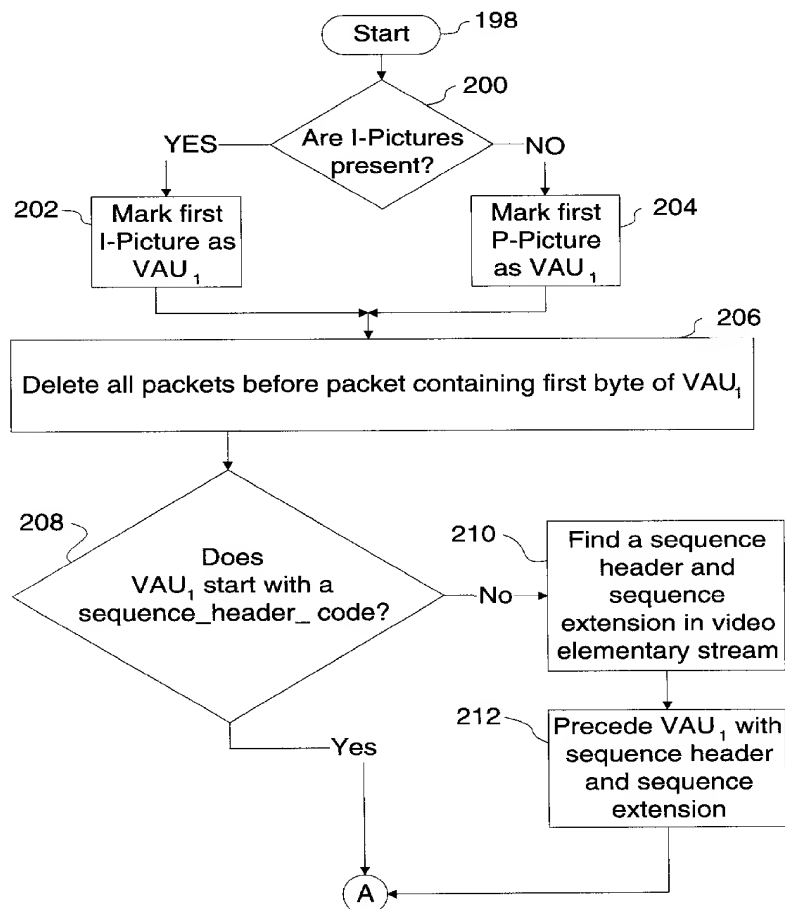 Start
198
200
Are I-Pictures
present?
YES
NO
202
Mark first
I-Picture as
VAU₁
204
Mark first
P-Picture
as VAU₁
206
Delete all packets before packet containing first byte of VAU₁
208
Does
VAU₁ start with a
sequence_header_ code?
No
210
Find a sequence
header and
sequence
extension in video
elementary stream
212
Precede VAU₁ with
sequence header
and sequence
extension
Yes
A